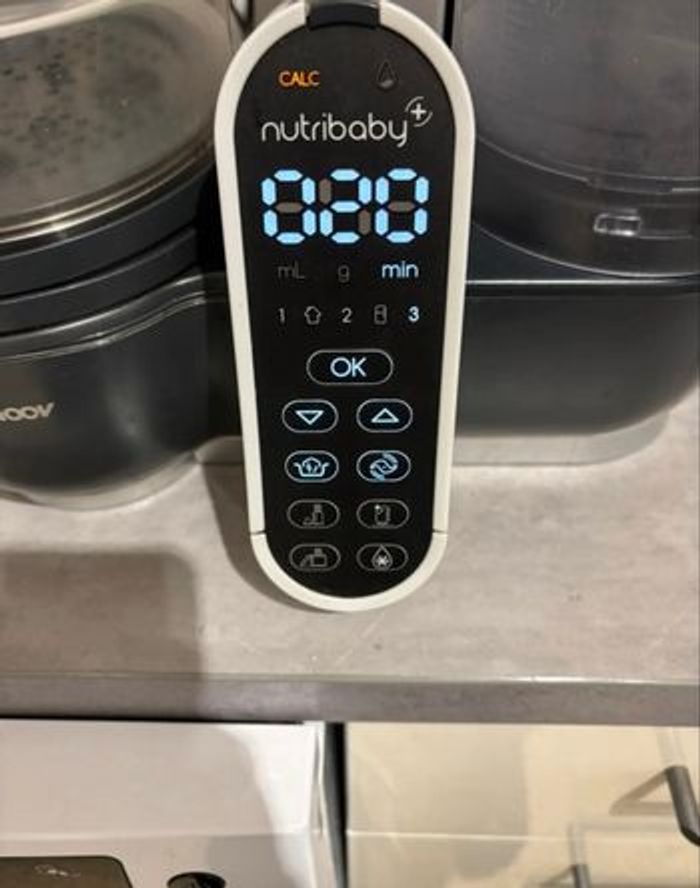 CALC
nutribaby+
020
mL g min
1 2 3
OK
oov